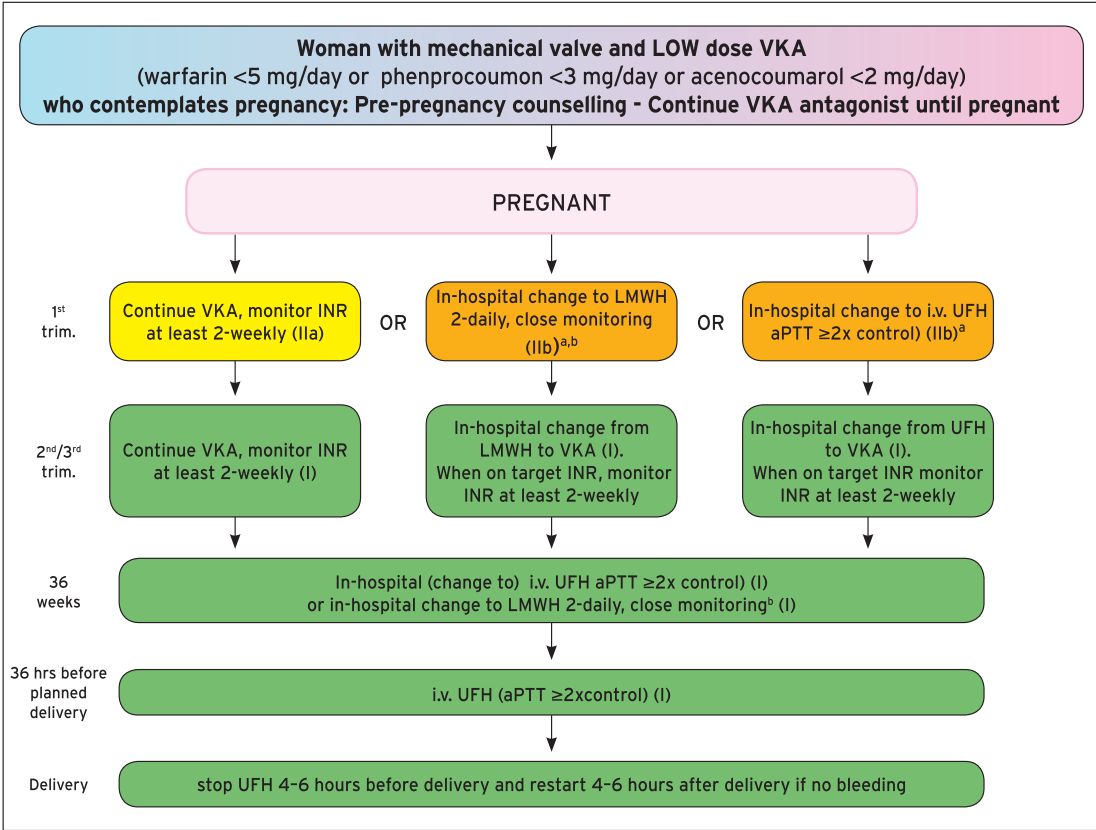 Woman with mechanical valve and LOW dose VKA
(warfarin <5 mg/day or phenprocoumon <3 mg/day or acenocoumarol <2 mg/day)
who contemplates pregnancy: Pre-pregnancy counselling - Continue VKA antagonist until pregnant
PREGNANT
1st
trim.
Continue VKA, monitor INR
at least 2-weekly (IIa)
OR
In-hospital change to LMWH
2-daily, close monitoring
(IIb)a,b
OR
In-hospital change to i.v. UFH
aPTT ≥2x control) (IIb)a
2nd/3rd
trim.
Continue VKA, monitor INR
at least 2-weekly (I)
In-hospital change from
LMWH to VKA (I).
When on target INR, monitor
INR at least 2-weekly
In-hospital change from UFH
to VKA (I).
When on target INR monitor
INR at least 2-weekly
36
weeks
In-hospital (change to) i.v. UFH aPTT ≥2x control) (I)
or in-hospital change to LMWH 2-daily, close monitoringb (I)
36 hrs before
planned
delivery
i.v. UFH (aPTT ≥2xcontrol) (I)
Delivery
stop UFH 4–6 hours before delivery and restart 4–6 hours after delivery if no bleeding